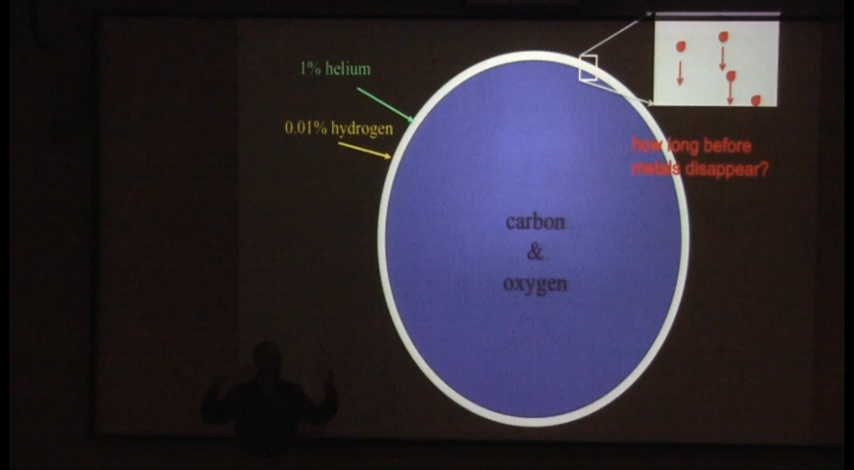 1% helium
0.01% hydrogen
how long before
metals disappear?
carbon
&
oxygen